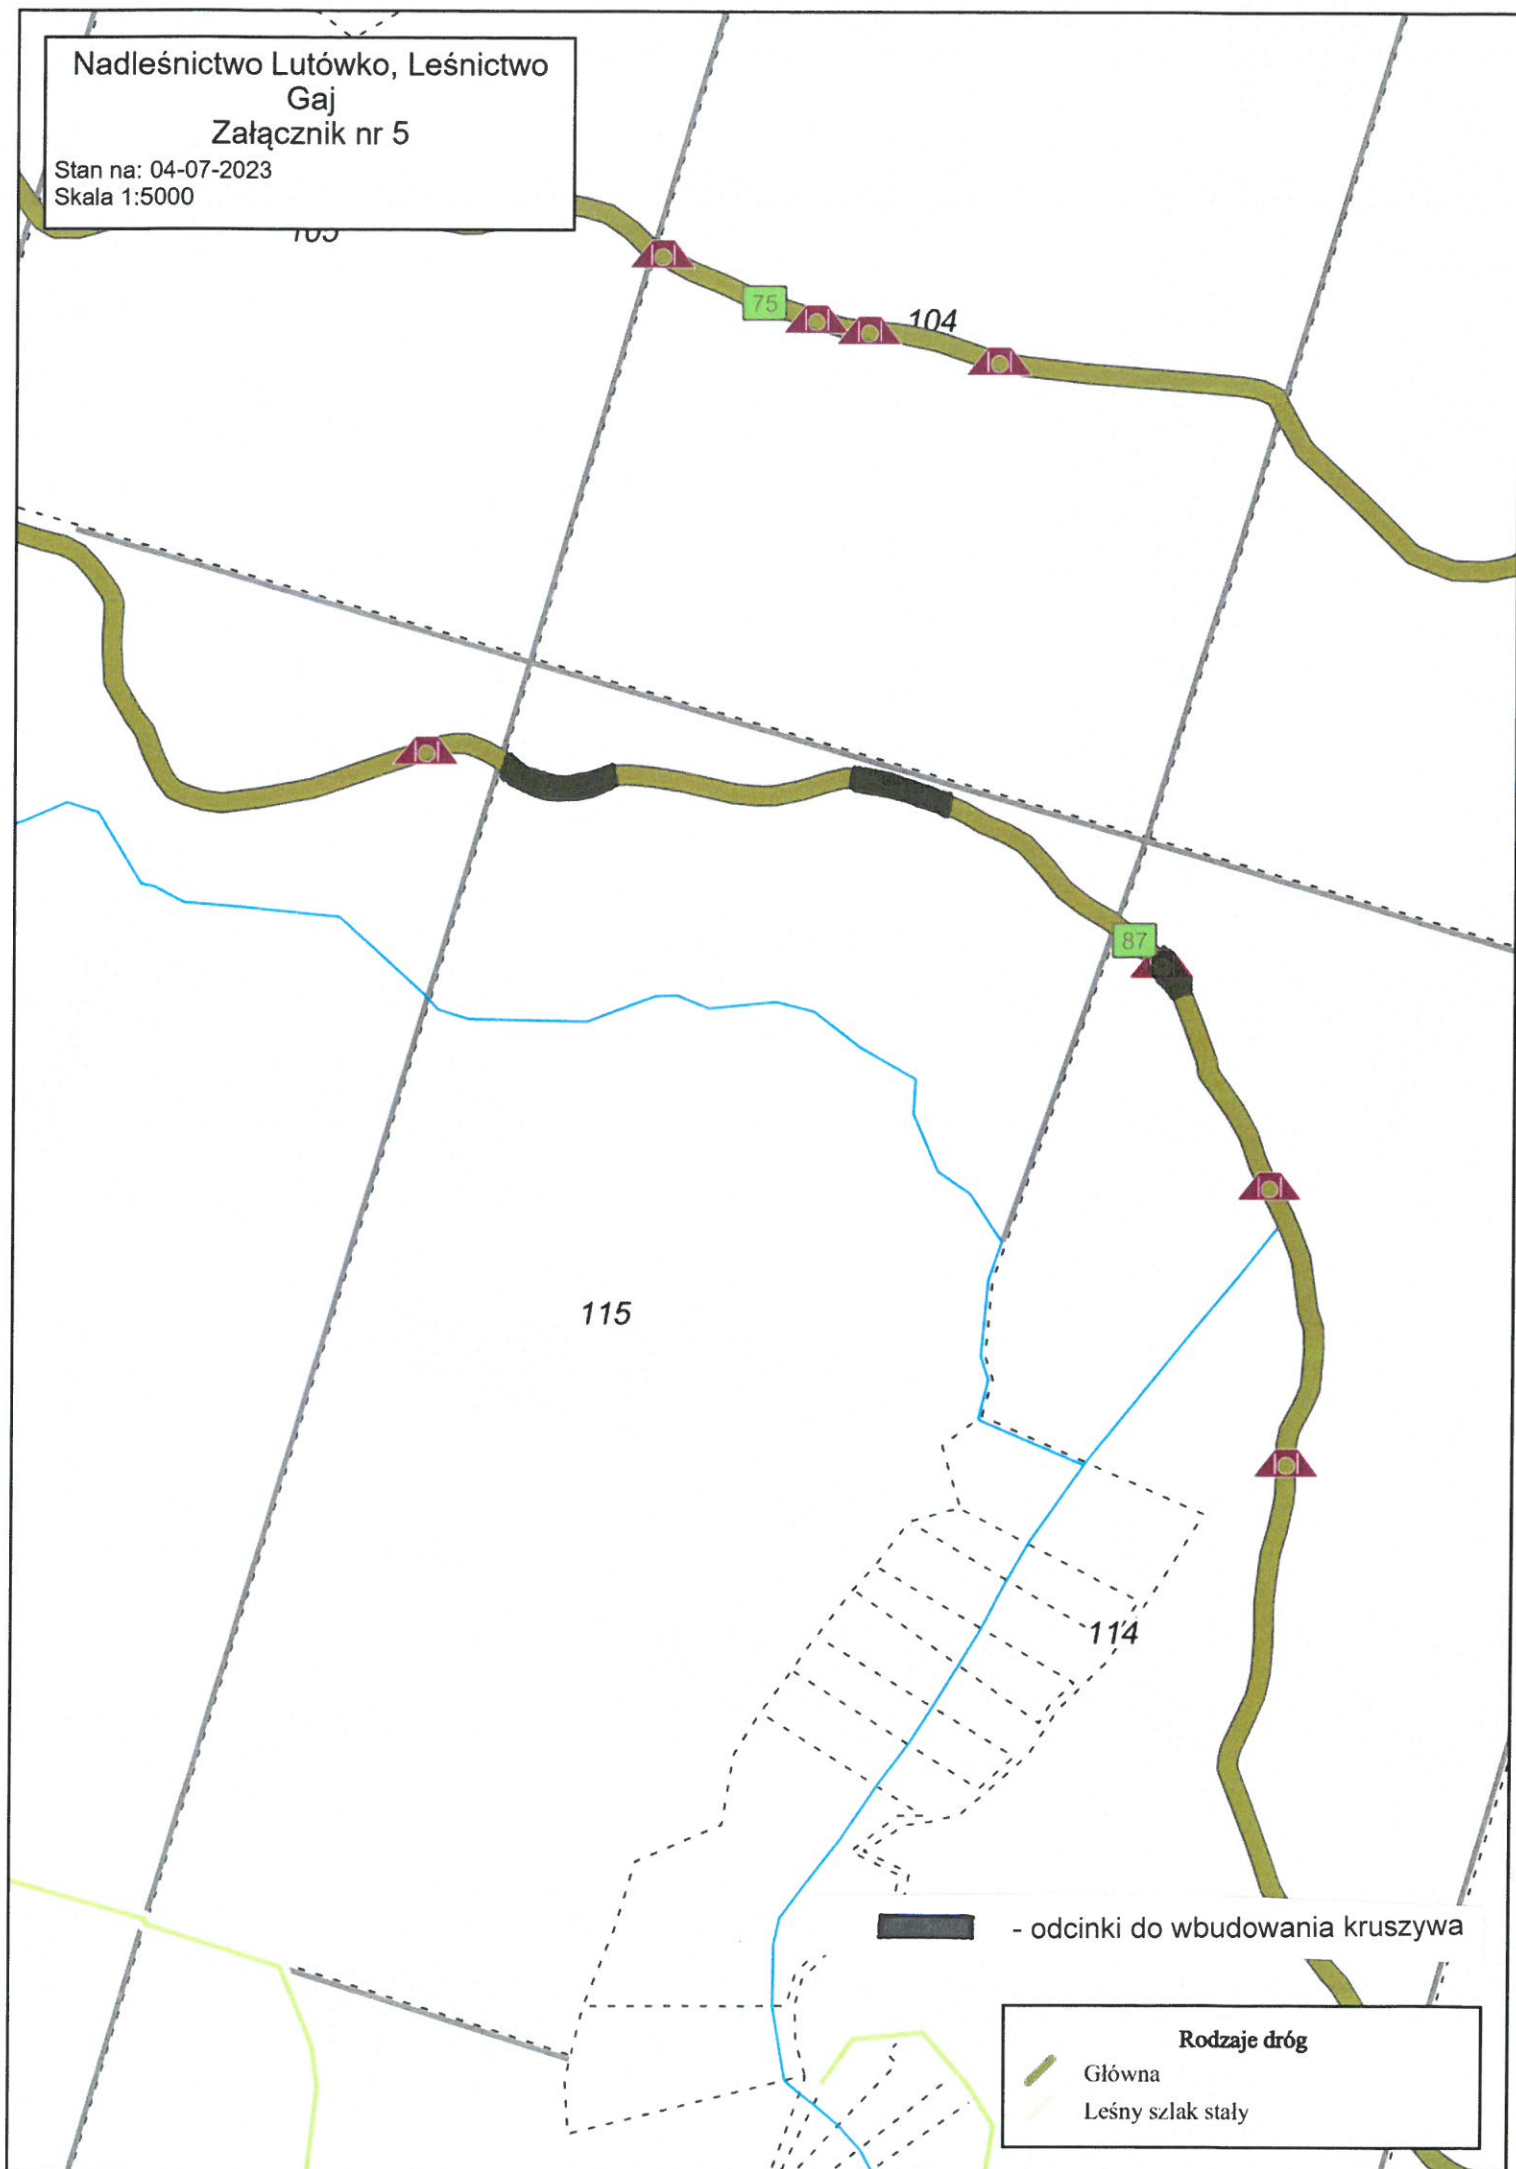 Nadleśnictwo Lutówko, Leśnictwo
Gaj
Załącznik nr 5
Stan na: 04-07-2023
Skala 1:5000
105
75
104
87
115
114
- odcinki do wbudowania kruszywa
Rodzaje dróg
Główna
Leśny szlak stały